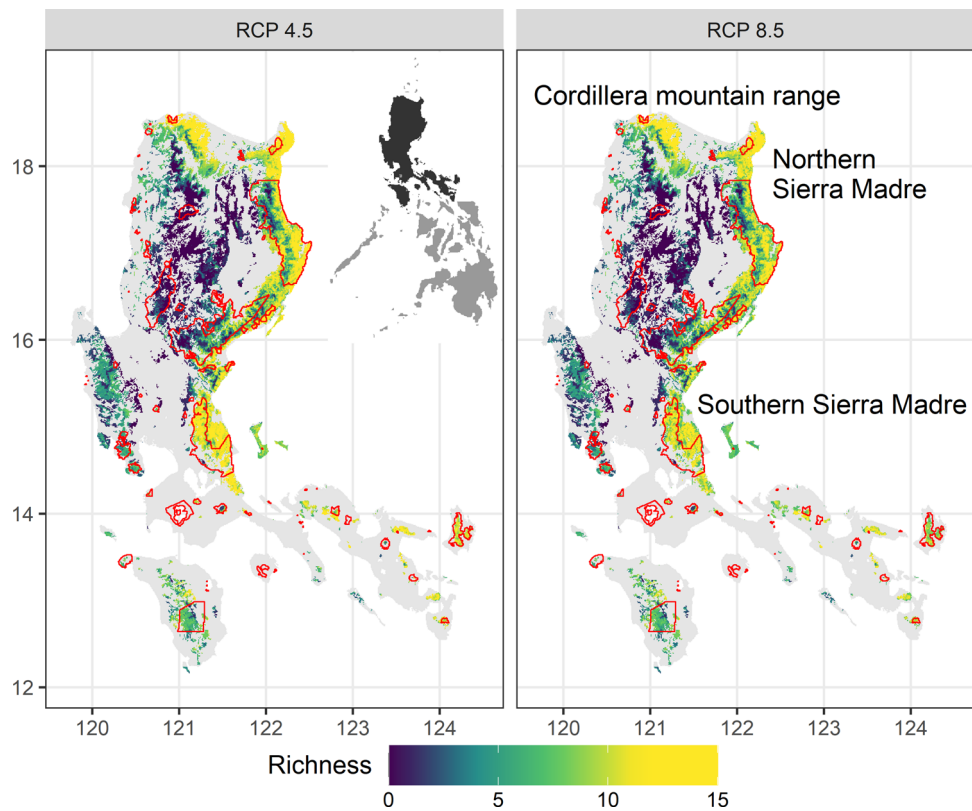 RCP 4.5
RCP 8.5
Cordillera mountain range
Northern
Sierra Madre
Southern Sierra Madre
18
16
14
12
120 121 122 123 124
120 121 122 123 124
Richness
0 5 10 15